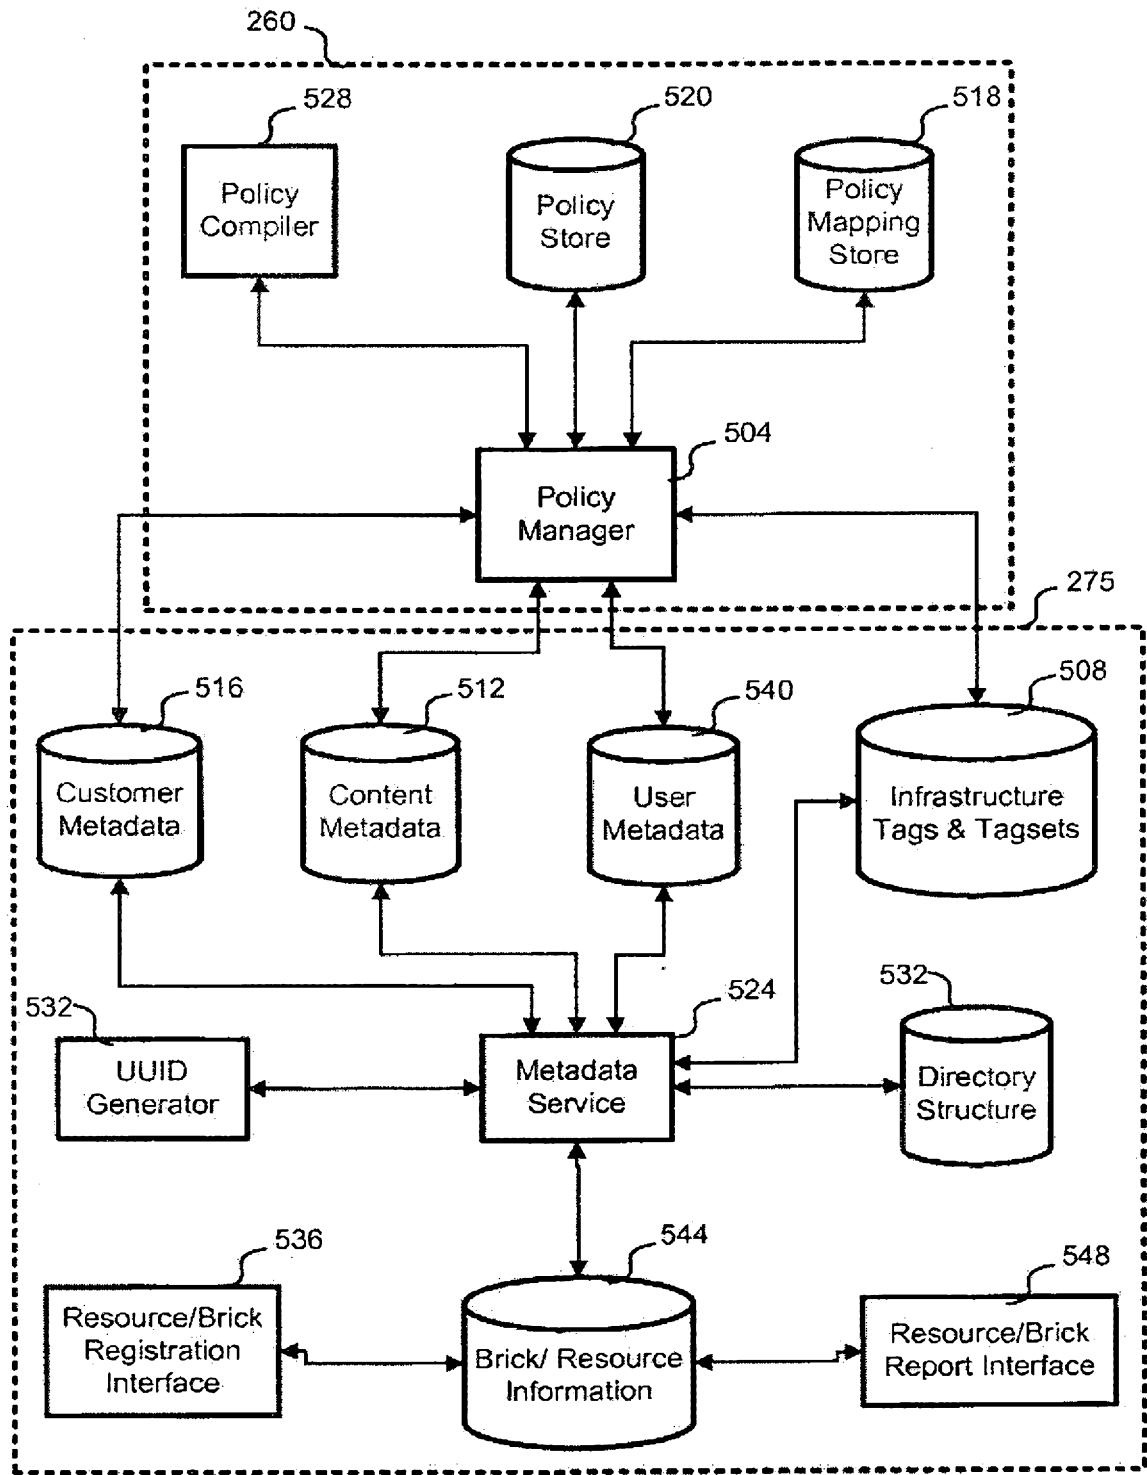 260
528
520
518
Policy
Compiler
Policy
Store
Policy
Mapping
Store
504
Policy
Manager
275
516
512
540
508
Customer
Metadata
Content
Metadata
User
Metadata
Infrastructure
Tags & Tagsets
532
524
532
UUID
Generator
Metadata
Service
Directory
Structure
536
544
548
Resource/Brick
Registration
Interface
Brick/ Resource
Information
Resource/Brick
Report Interface